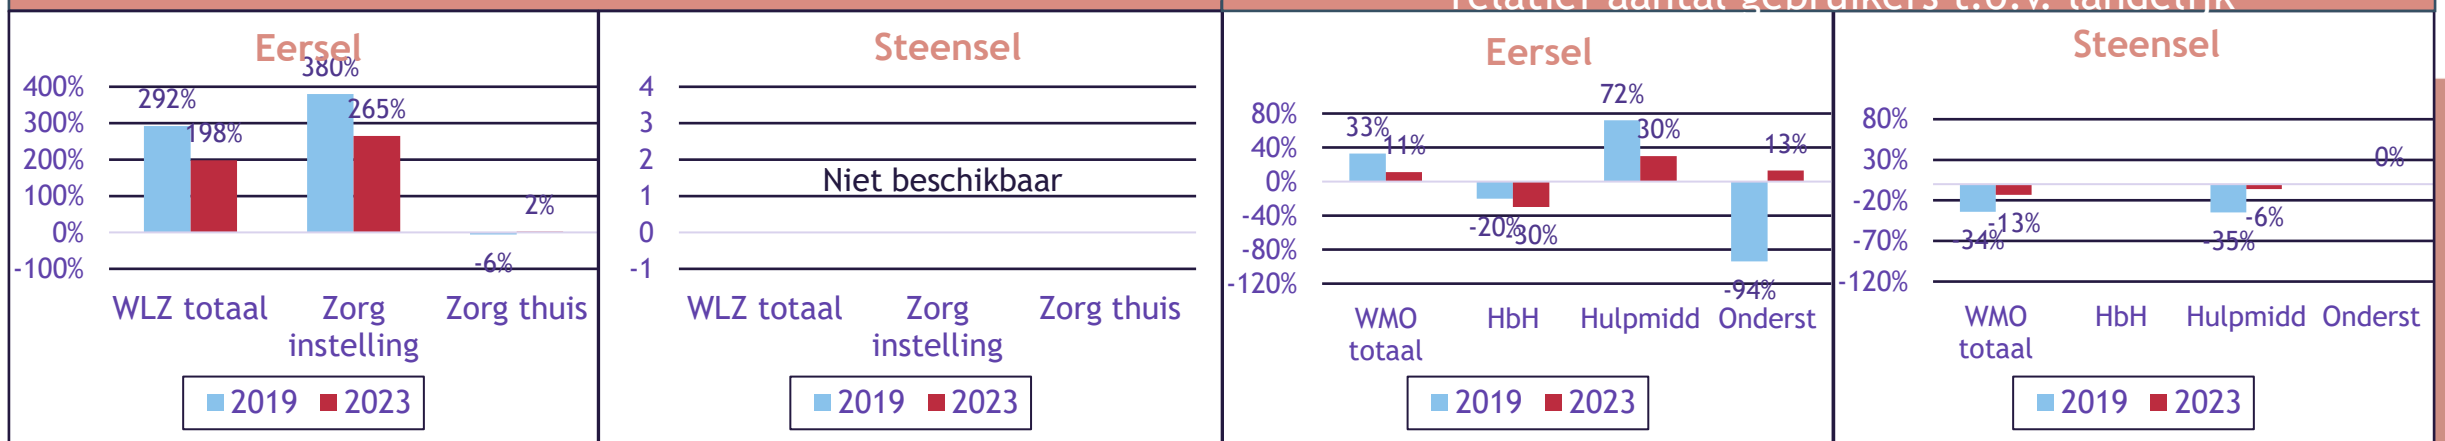 relatief aantal gebruikers t.o.v. landelijk
Eersel
400%
300%
200%
100%
0%
-100%
292%
198%
380%
265%
-6%
2%
WLZ totaal
Zorg
instelling
Zorg thuis
2019 2023
Steensel
4
3
2
1
0
-1
Niet beschikbaar
WLZ totaal
Zorg
instelling
Zorg thuis
2019 2023
Eersel
80%
40%
0%
-40%
-80%
-120%
33%
11%
-20%
-30%
72%
30%
-94%
13%
WMO
totaal
HbH
Hulpmidd
Onderst
2019 2023
Steensel
80%
30%
-20%
-70%
-120%
-34%
-13%
-35%
-6%
0%
WMO
totaal
HbH
Hulpmidd
Onderst
2019 2023